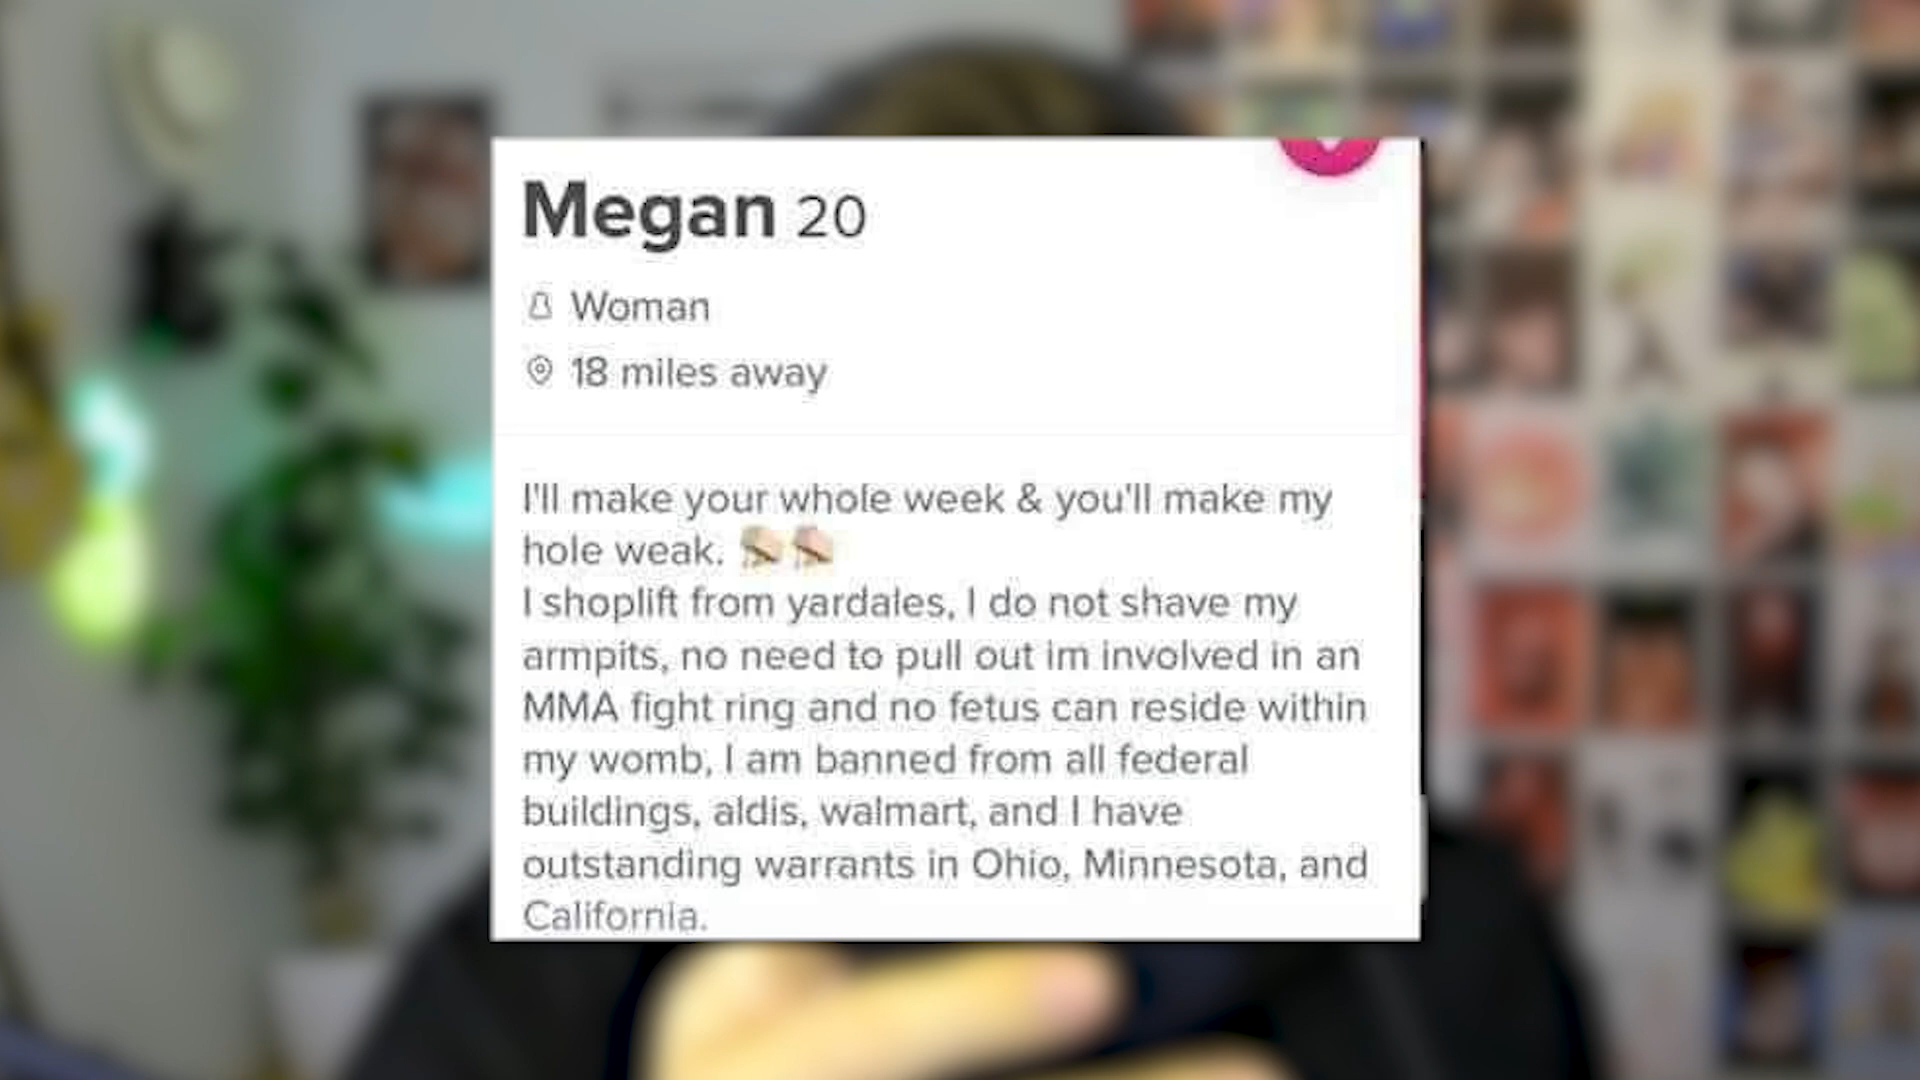 Megan 20
Woman
18 miles away
I'll make your whole week & you'll make my
hole weak.
I shoplift from yardales, I do not shave my
armpits, no need to pull out im involved in an
MMA fight ring and no fetus can reside within
my womb, I am banned from all federal
buildings, aldis, walmart, and I have
outstanding warrants in Ohio, Minnesota, and
California.